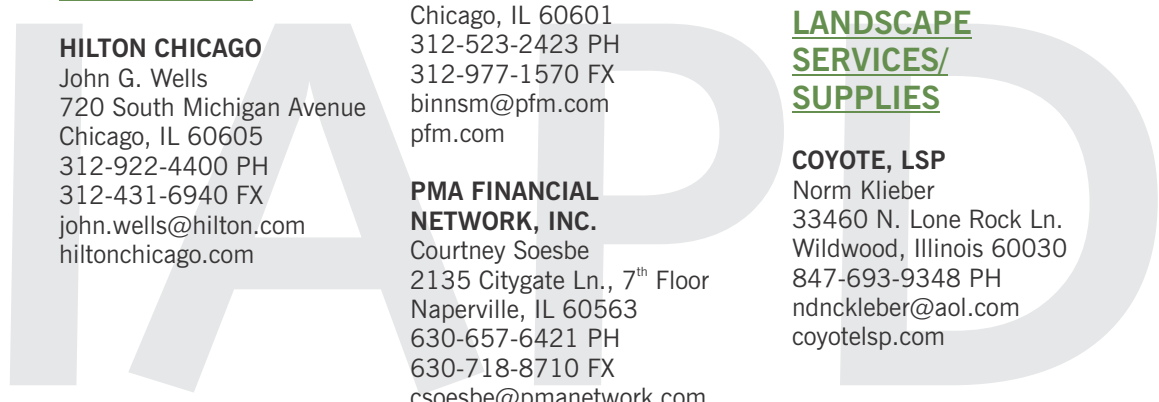 HILTON CHICAGO
John G. Wells
720 South Michigan Avenue
Chicago, IL 60605
312-922-4400 PH
312-431-6940 FX
john.wells@hilton.com
hiltonchicago.com
Chicago, IL 60601
312-523-2423 PH
312-977-1570 FX
binnsm@pfm.com
pfm.com
PMA FINANCIAL
NETWORK, INC.
Courtney Soesbe
2135 Citygate Ln., 7th Floor
Naperville, IL 60563
630-657-6421 PH
630-718-8710 FX
csoesbe@pmanetwork.com
LANDSCAPE
SERVICES/
SUPPLIES
COYOTE, LSP
Norm Klieber
33460 N. Lone Rock Ln.
Wildwood, Illinois 60030
847-693-9348 PH
ndnckleber@aol.com
coyotelsp.com
IAPD